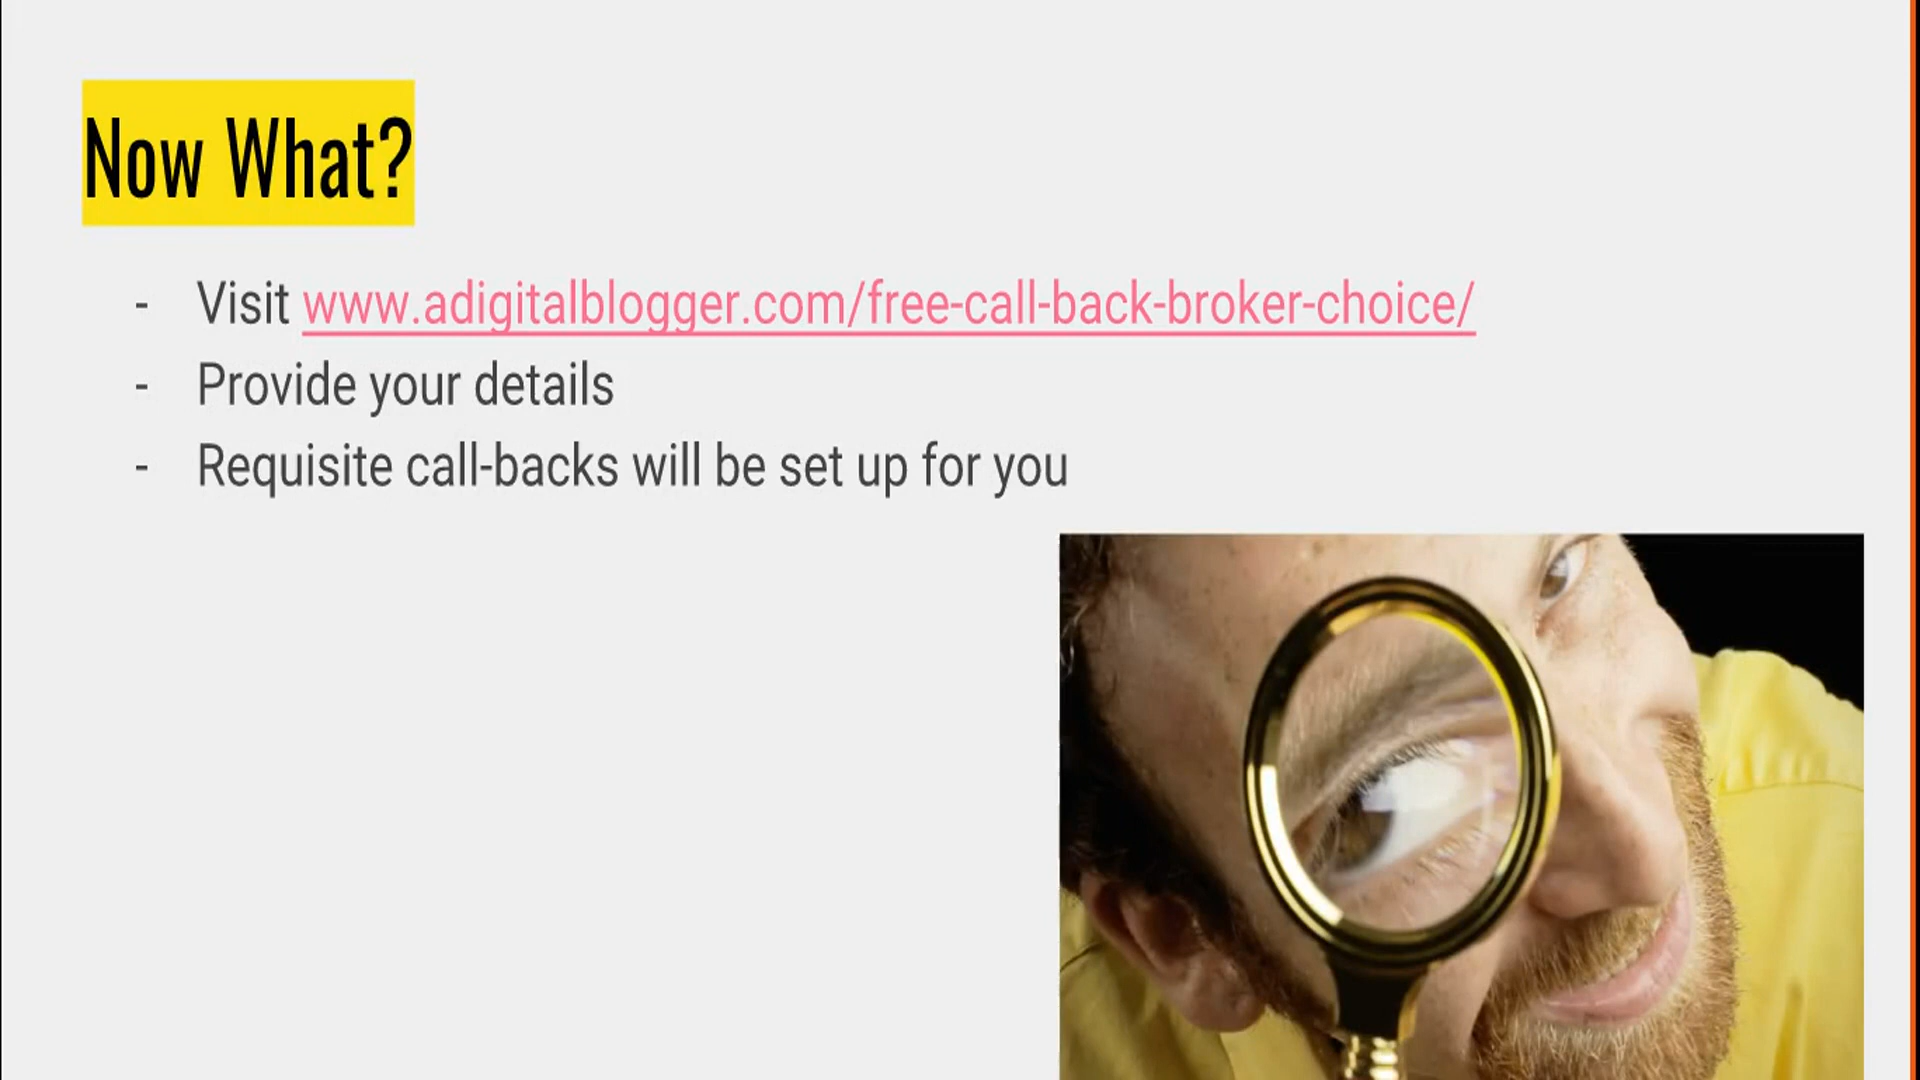 Now What?
- Visit www.adigitalblogger.com/free-call-back-broker-choice/
- Provide your details
- Requisite call-backs will be set up for you